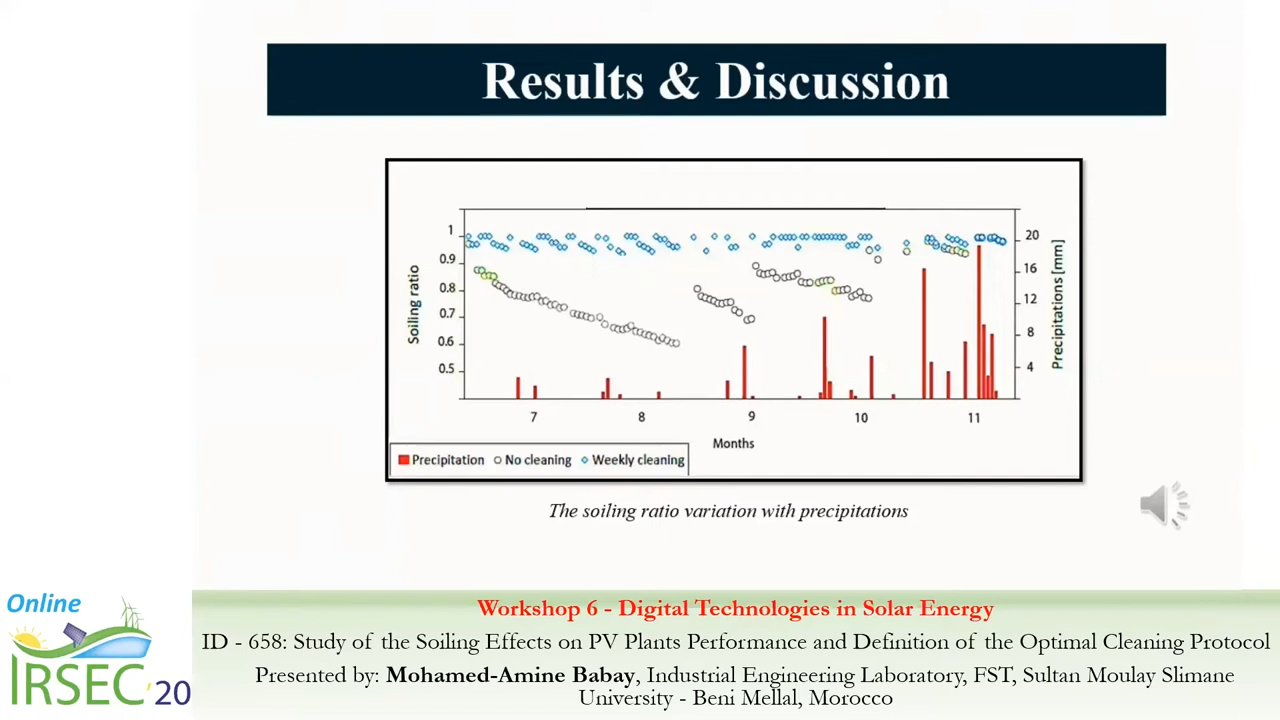 Results & Discussion
1
0.9
0.8
0.7
0.6
0.5
Soiling ratio
20
16
12
8
4
Precipitations [mm]
7 8 9 10 11
Months
Precipitation No cleaning Weekly cleaning
The soiling ratio variation with precipitations
Online
IRSEC'20
Workshop 6 - Digital Technologies in Solar Energy
ID - 658: Study of the Soiling Effects on PV Plants Performance and Definition of the Optimal Cleaning Protocol
Presented by: Mohamed-Amine Babay, Industrial Engineering Laboratory, FST, Sultan Moulay Slimane
University - Beni Mellal, Morocco